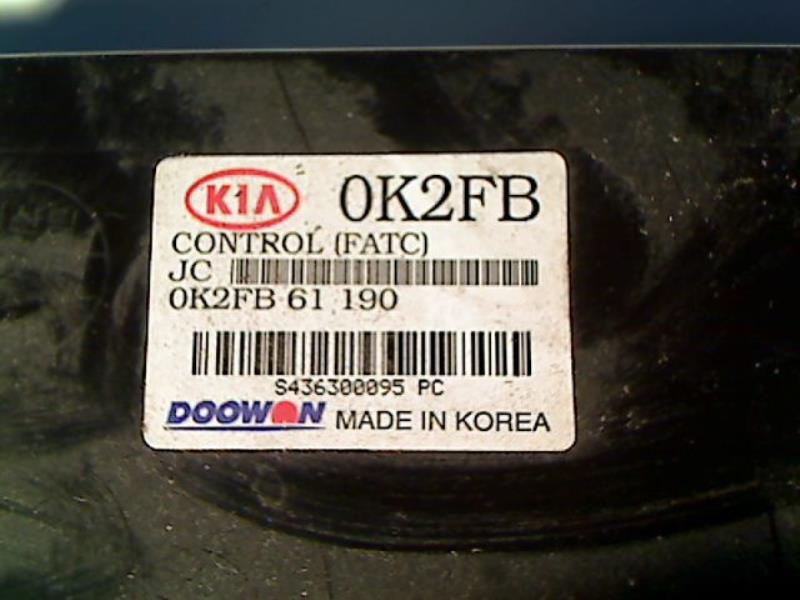 KIA 0K2FB
CONTROL (FATC)
JC
0K2FB 61 190
S436300095 PC
DOOWON MADE IN KOREA